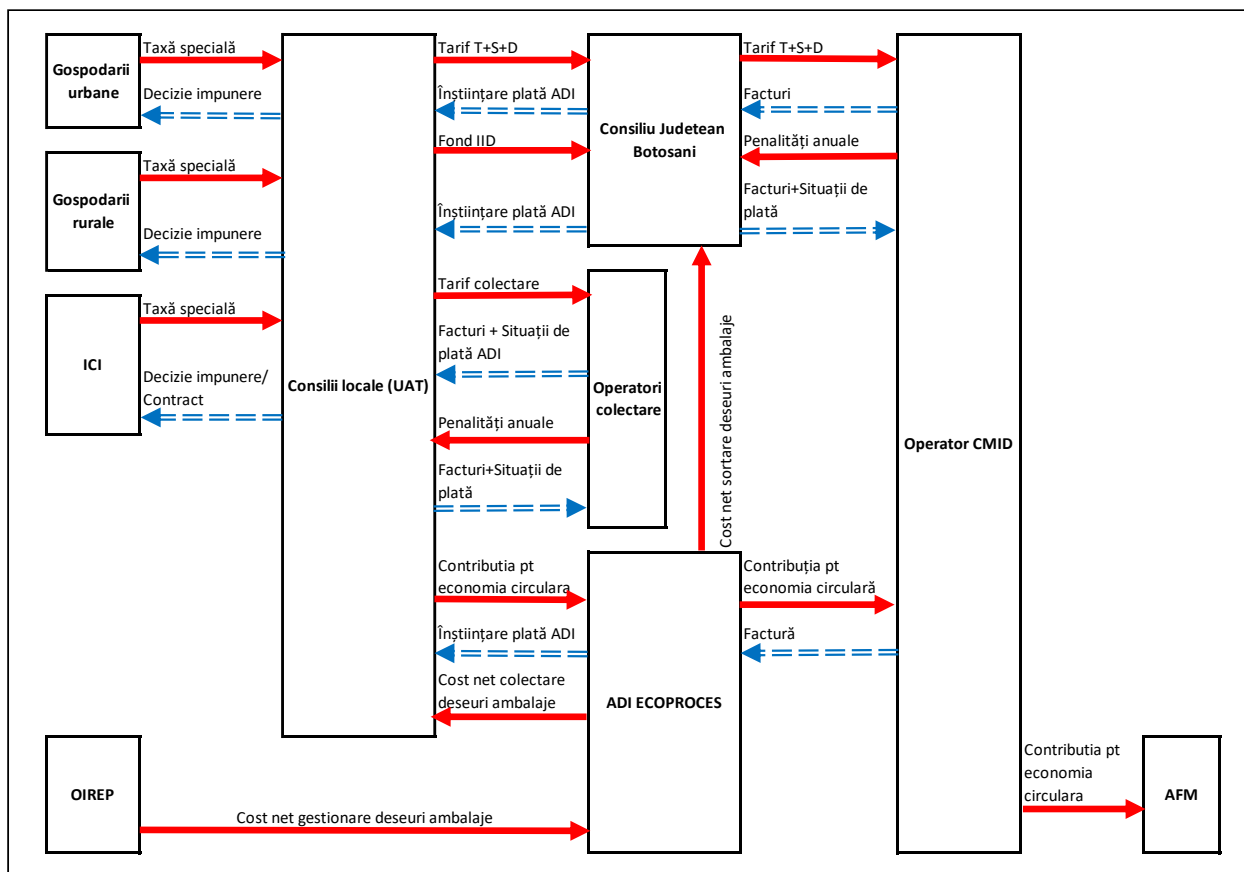 Taxă specială
Gospodarii
urbane
Decizie impunere
Taxă specială
Gospodarii
rurale
Decizie impunere
Taxă specială
ICI
Decizie impunere/
Contract
Consilii locale (UAT)
Tarif T+S+D
Înștiințare plată ADI
Fond IID
Înștiințare plată ADI
Consiliu Judetean
Botosani
Tarif T+S+D
Facturi
Penalități anuale
Facturi+Situații de
plată
Tarif colectare
Facturi + Situații de
plată ADI
Penalități anuale
Facturi+Situații de
plată
Operatori
colectare
Cost net sortare deseuri ambalaje
Operator CMID
Contributia pt
economia circulara
Înștiințare plată ADI
Cost net colectare
deseuri ambalaje
ADI ECOPROCES
Contribuția pt
economia circulară
Factură
OIREP
Cost net gestionare deseuri ambalaje
Contributia pt
economia
circulara
AFM